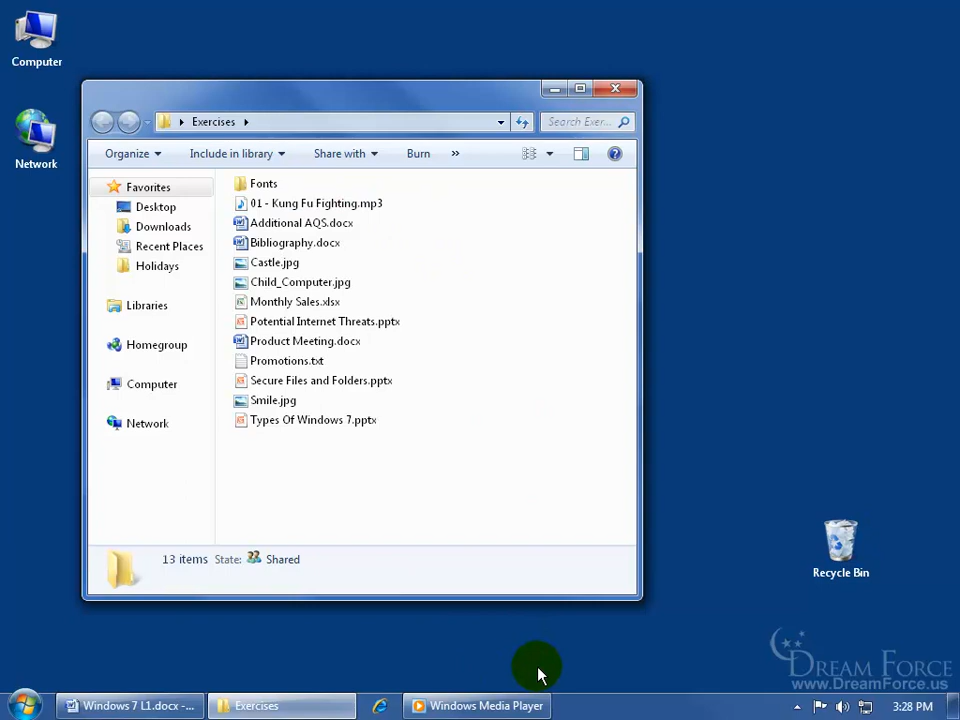 Computer
Network
Exercises
Search Exer...
Organize
Include in library
Share with
Burn
»
Favorites
Desktop
Downloads
Recent Places
Holidays
Libraries
Homegroup
Computer
Network
Fonts
01 - Kung Fu Fighting.mp3
Additional AQS.docx
Bibliography.docx
Castle.jpg
Child_Computer.jpg
Monthly Sales.xlsx
Potential Internet Threats.pptx
Product Meeting.docx
Promotions.txt
Secure Files and Folders.pptx
Smile.jpg
Types Of Windows 7.pptx
13 items State: Shared
Recycle Bin
DREAM FORCE
www.DreamForce.us
Windows 7 L1.docx -...
Exercises
Windows Media Player
3:28 PM